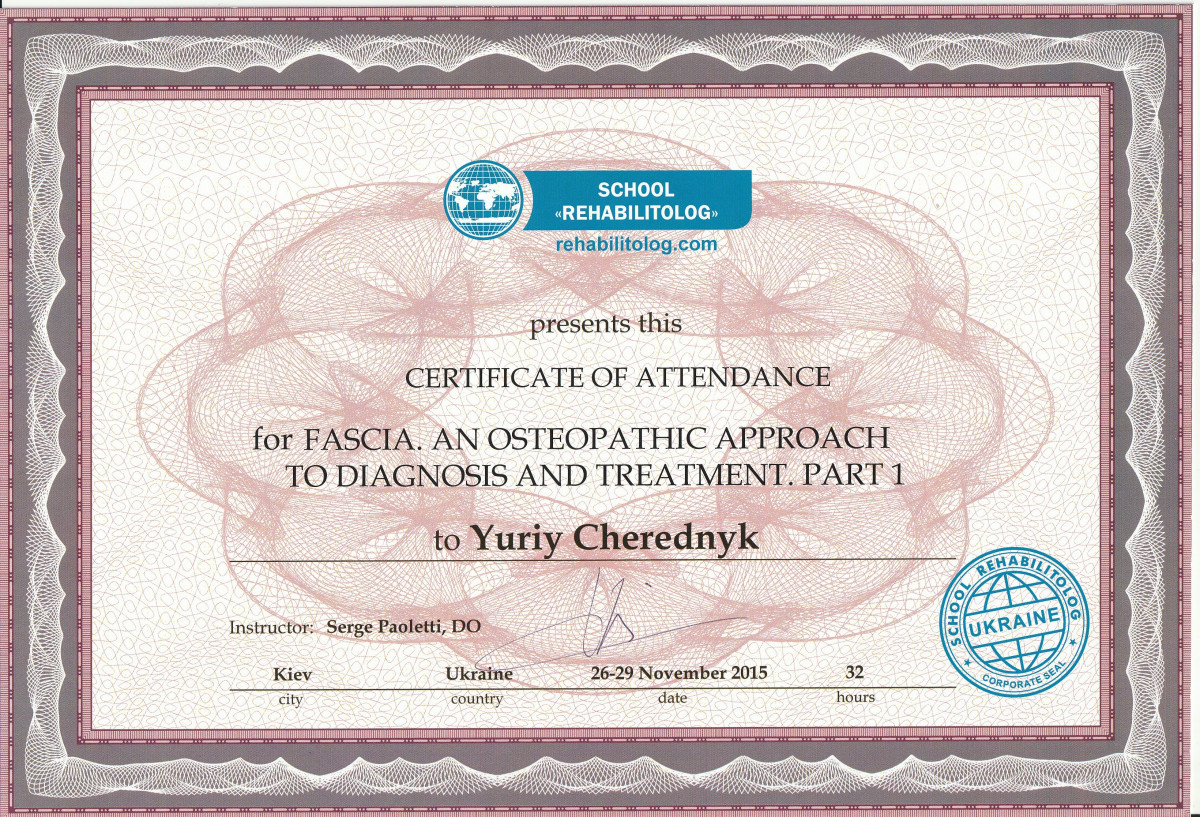 SCHOOL
«REHABILITOLOG»
rehabilitolog.com
presents this
CERTIFICATE OF ATTENDANCE
for FASCIA. AN OSTEOPATHIC APPROACH
TO DIAGNOSIS AND TREATMENT. PART 1
to Yuriy Cherednyk
Instructor: Serge Paoletti, DO
Kiev Ukraine 26-29 November 2015 32
city country date hours
SCHOOL REHABILITOLOG
UKRAINE
CORPORATE SEAL